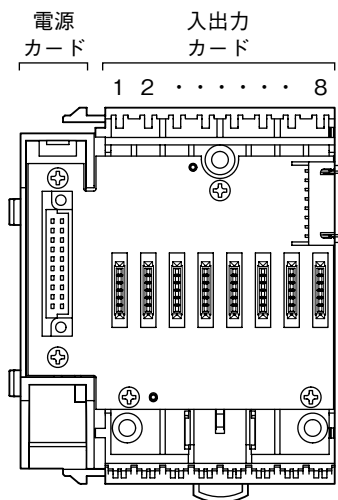 電源
カード
入出力
カード
1 2 ・・・・・・ 8